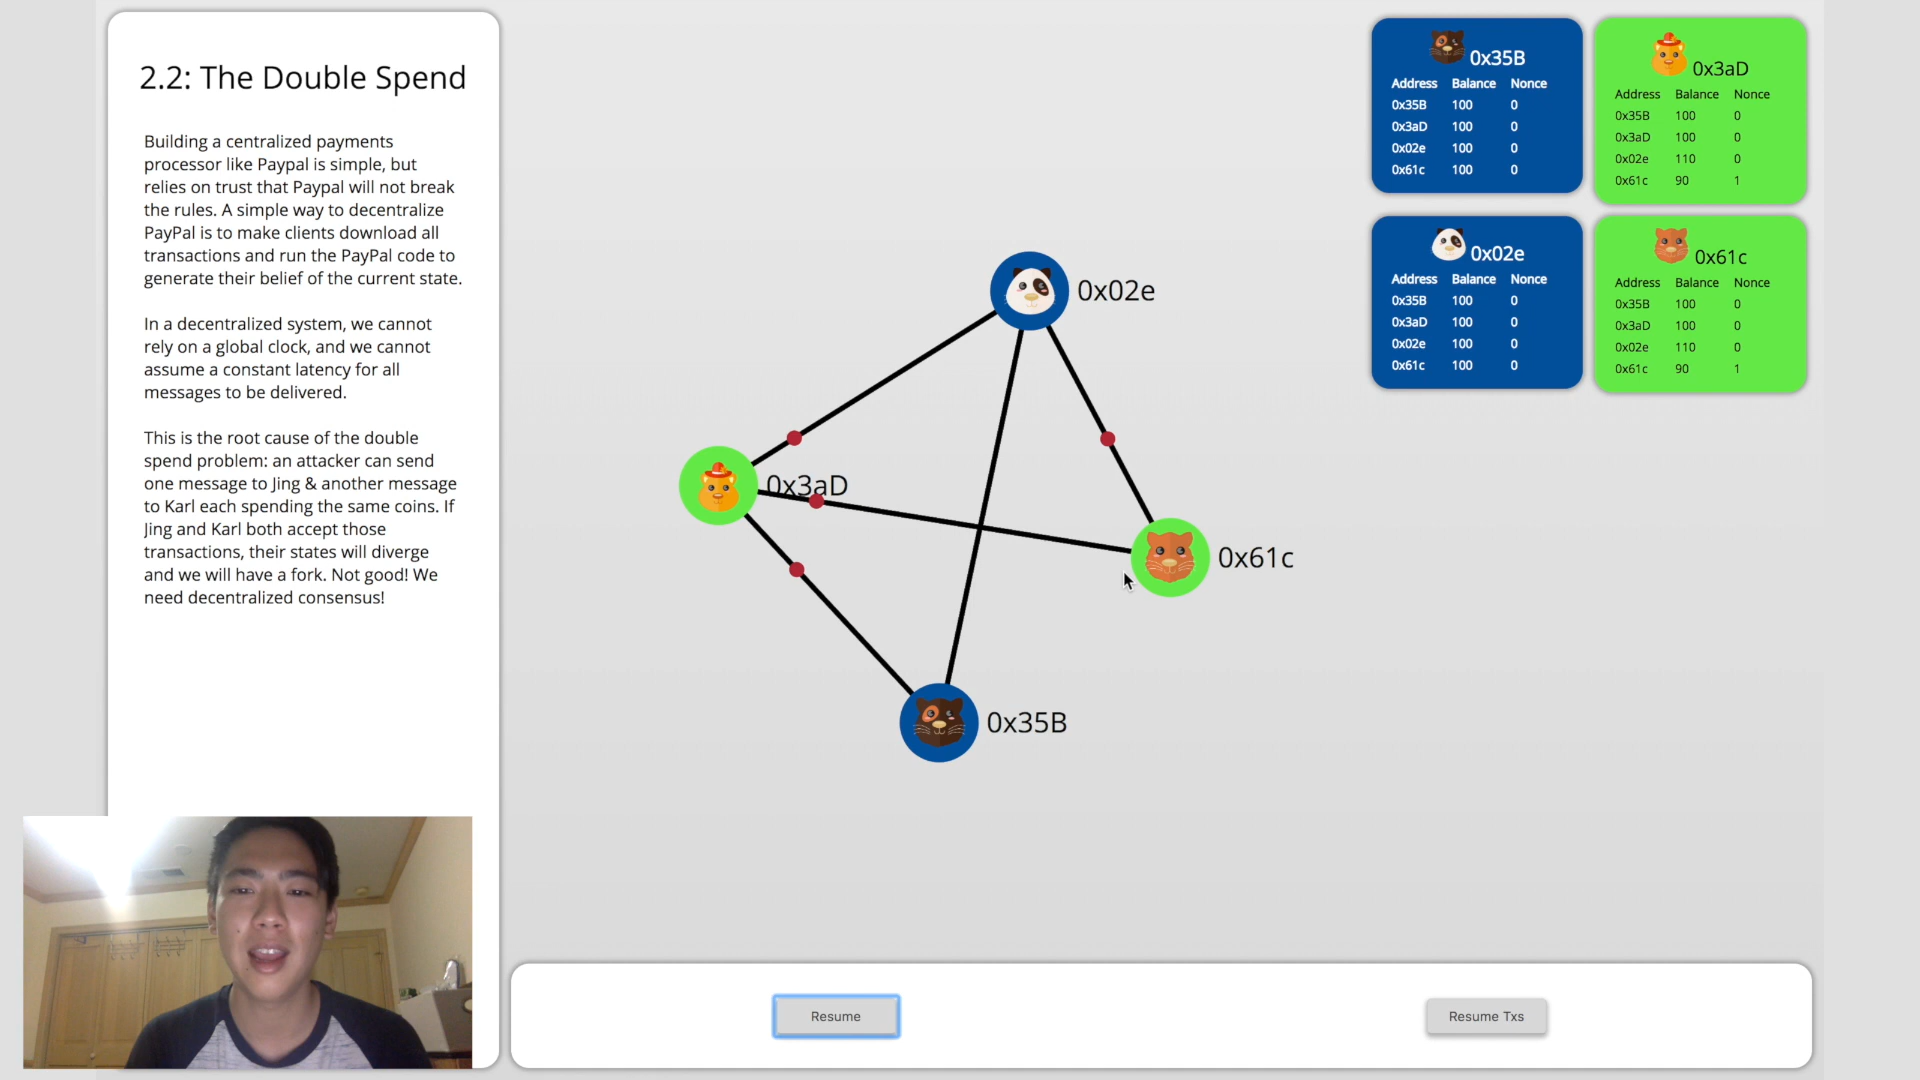 2.2: The Double Spend
Building a centralized payments
processor like Paypal is simple, but
relies on trust that Paypal will not break
the rules. A simple way to decentralize
PayPal is to make clients download all
transactions and run the PayPal code to
generate their belief of the current state.
In a decentralized system, we cannot
rely on a global clock, and we cannot
assume a constant latency for all
messages to be delivered.
This is the root cause of the double
spend problem: an attacker can send
one message to Jing & another message
to Karl each spending the same coins. If
Jing and Karl both accept those
transactions, their states will diverge
and we will have a fork. Not good! We
need decentralized consensus!
0x02e
0x3aD
0x61c
0x35B
0x35B
Address Balance Nonce
0x35B 100 0
0x3aD 100 0
0x02e 100 0
0x61c 100 0
0x3aD
Address Balance Nonce
0x35B 100 0
0x3aD 100 0
0x02e 110 0
0x61c 90 1
0x02e
Address Balance Nonce
0x35B 100 0
0x3aD 100 0
0x02e 100 0
0x61c 100 0
0x61c
Address Balance Nonce
0x35B 100 0
0x3aD 100 0
0x02e 110 0
0x61c 90 1
Resume
Resume Txs